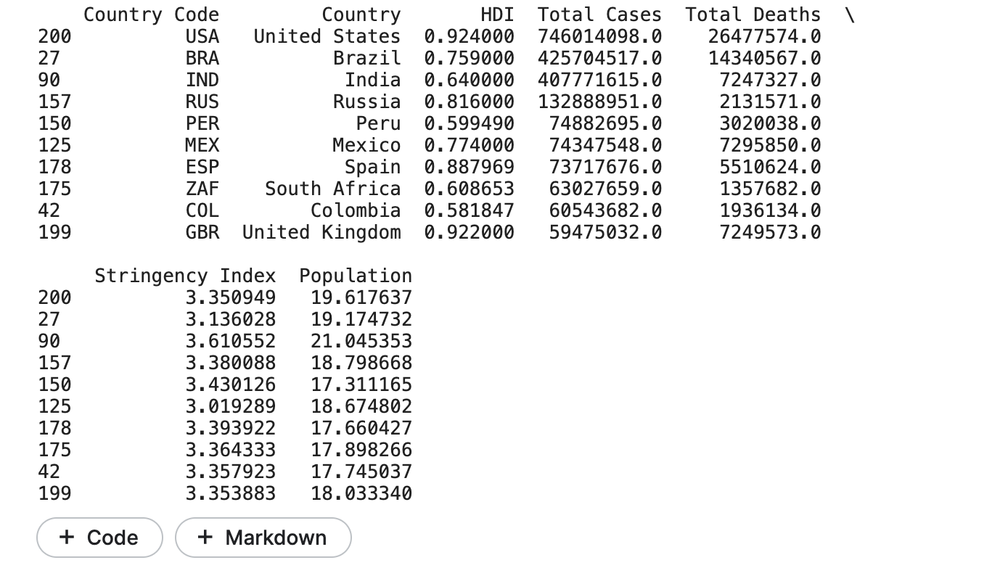 Country Code         Country       HDI  Total Cases  Total Deaths  \
200          USA   United States  0.924000  746014098.0    26477574.0
27           BRA          Brazil  0.759000  425704517.0    14340567.0
90           IND           India  0.640000  407771615.0     7247327.0
157          RUS          Russia  0.816000  132888951.0     2131571.0
150          PER            Peru  0.599490   74882695.0     3020038.0
125          MEX          Mexico  0.774000   74347548.0     7295850.0
178          ESP           Spain  0.887969   73717676.0     5510624.0
175          ZAF    South Africa  0.608653   63027659.0     1357682.0
42           COL        Colombia  0.581847   60543682.0     1936134.0
199          GBR  United Kingdom  0.922000   59475032.0     7249573.0

     Stringency Index  Population
200          3.350949   19.617637
27           3.136028   19.174732
90           3.610552   21.045353
157          3.380088   18.798668
150          3.430126   17.311165
125          3.019289   18.674802
178          3.393922   17.660427
175          3.364333   17.898266
42           3.357923   17.745037
199          3.353883   18.033340
+ Code + Markdown